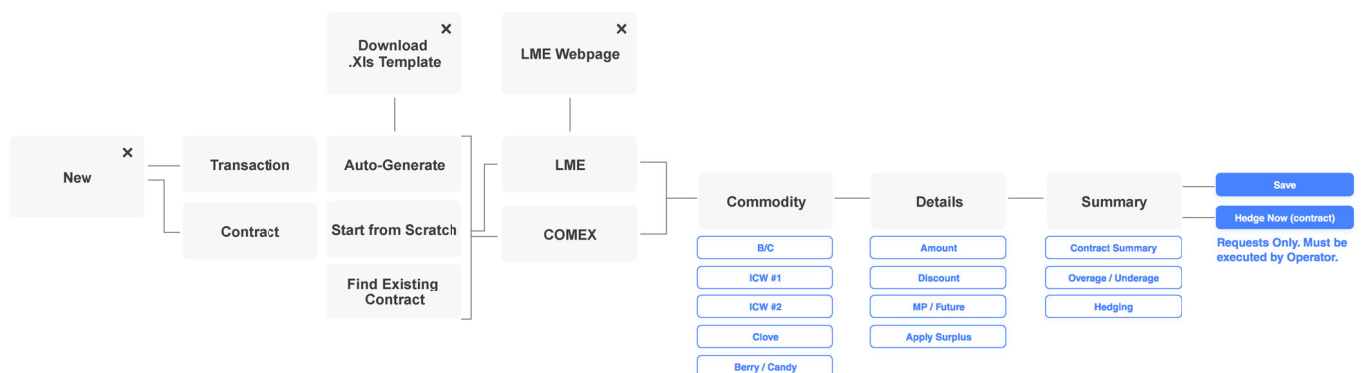 New
✕
Transaction
Contract
Download
.Xls Template
✕
Auto-Generate
Start from Scratch
Find Existing
Contract
LME Webpage
✕
LME
COMEX
Commodity
B/C
ICW #1
ICW #2
Clove
Berry / Candy
Details
Amount
Discount
MP / Future
Apply Surplus
Summary
Contract Summary
Overage / Underage
Hedging
Save
Hedge Now (contract)
Requests Only. Must be
executed by Operator.